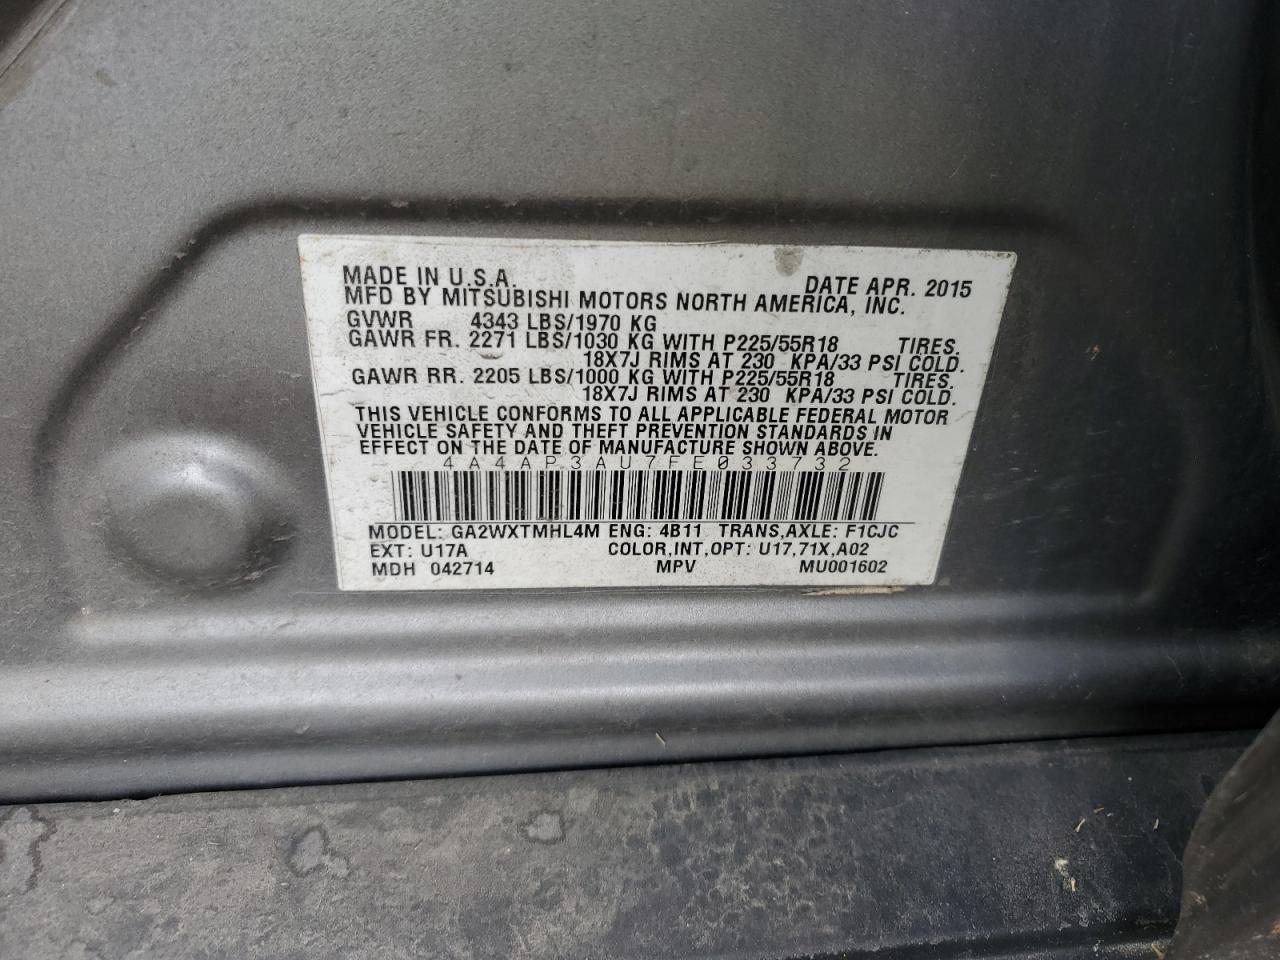 MADE IN U.S.A. DATE APR. 2015
MFD BY MITSUBISHI MOTORS NORTH AMERICA, INC.
GVWR 4343 LBS/1970 KG
GAWR FR. 2271 LBS/1030 KG WITH P225/55R18 TIRES.
18X7J RIMS AT 230 KPA/33 PSI COLD.
GAWR RR. 2205 LBS/1000 KG WITH P225/55R18 TIRES.
18X7J RIMS AT 230 KPA/33 PSI COLD.
THIS VEHICLE CONFORMS TO ALL APPLICABLE FEDERAL MOTOR
VEHICLE SAFETY AND THEFT PREVENTION STANDARDS IN
EFFECT ON THE DATE OF MANUFACTURE SHOWN ABOVE.
4A4AP3AU7FE033732
MODEL: GA2WXTMHL4M ENG: 4B11 TRANS,AXLE: F1CJC
EXT: U17A COLOR,INT,OPT: U17,71X,A02
MDH 042714 MPV MU001602